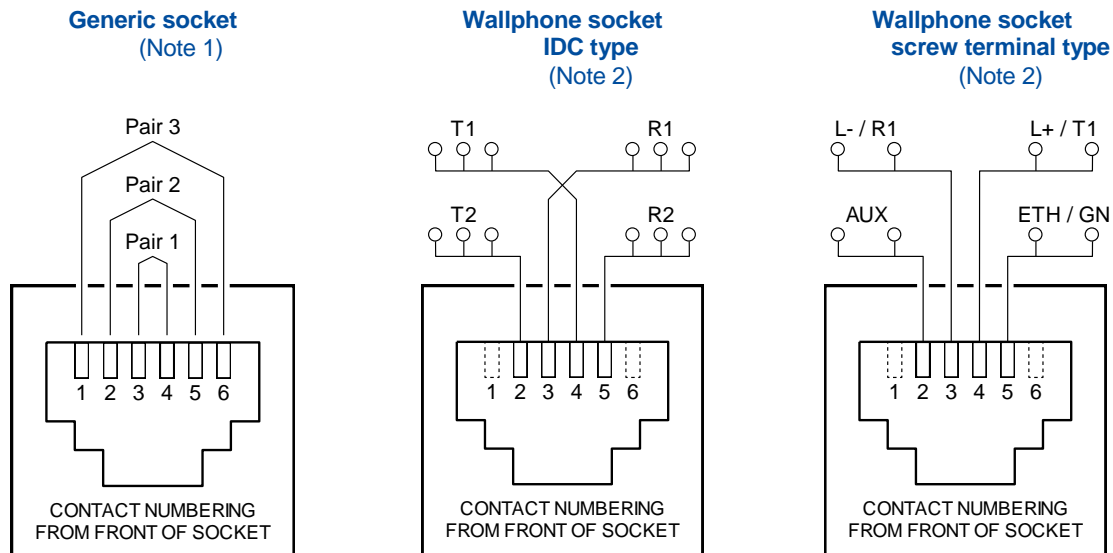 Generic socket
(Note 1)
Pair 3
Pair 2
Pair 1
1 2 3 4 5 6
CONTACT NUMBERING
FROM FRONT OF SOCKET
Wallphone socket
IDC type
(Note 2)
T1 R1
T2 R2
1 2 3 4 5 6
CONTACT NUMBERING
FROM FRONT OF SOCKET
Wallphone socket
screw terminal type
(Note 2)
L- / R1 L+ / T1
AUX ETH / GN
1 2 3 4 5 6
CONTACT NUMBERING
FROM FRONT OF SOCKET